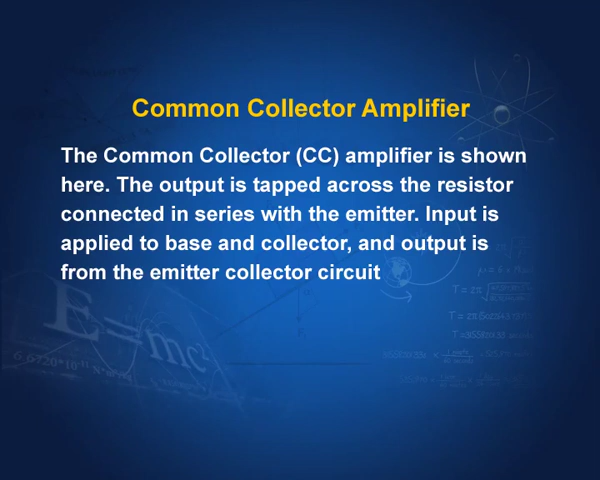 Common Collector Amplifier
The Common Collector (CC) amplifier is shown
here. The output is tapped across the resistor
connected in series with the emitter. Input is
applied to base and collector, and output is
from the emitter collector circuit
E=mc²